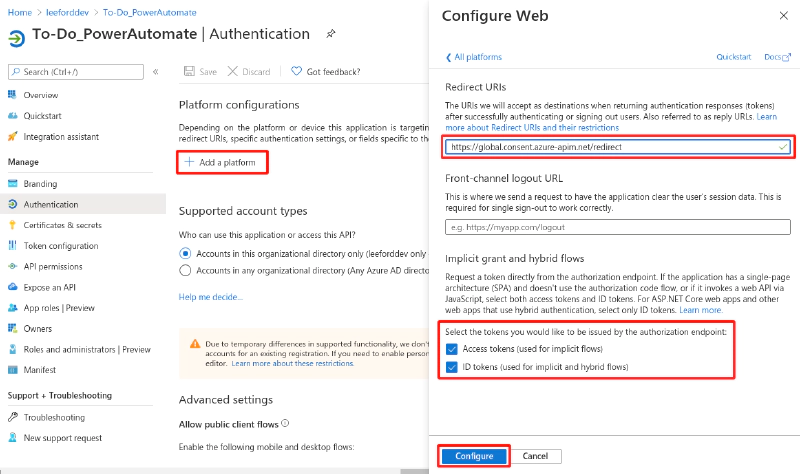 Home > leeforddev > To-Do_PowerAutomate
To-Do_PowerAutomate | Authentication
Search (Ctrl+/)
«
Overview
Quickstart
Integration assistant
Manage
Branding
Authentication
Certificates & secrets
Token configuration
API permissions
Expose an API
App roles | Preview
Owners
Roles and administrators | Preview
Manifest
Support + Troubleshooting
Troubleshooting
New support request
Save
Discard
Got feedback?
Platform configurations
Depending on the platform or device this application is targetin
redirect URIs, specific authentication settings, or fields specific to the
+ Add a platform
Supported account types
Who can use this application or access this API?
Accounts in this organizational directory only (leeforddev only
Accounts in any organizational directory (Any Azure AD directo
Help me decide...
Due to temporary differences in supported functionality, we don't
accounts for an existing registration. If you need to enable person
editor. Learn more about these restrictions.
Advanced settings
Allow public client flows
Enable the following mobile and desktop flows:
Configure Web
All platforms
Quickstart
Docs
Redirect URIs
The URIs we will accept as destinations when returning authentication responses (tokens)
after successfully authenticating or signing out users. Also referred to as reply URLs. Learn
more about Redirect URIs and their restrictions
https://global.consent.azure-apim.net/redirect
Front-channel logout URL
This is where we send a request to have the application clear the user's session data. This is
required for single sign-out to work correctly.
e.g. https://myapp.com/logout
Implicit grant and hybrid flows
Request a token directly from the authorization endpoint. If the application has a single-page
architecture (SPA) and doesn't use the authorization code flow, or if it invokes a web API via
JavaScript, select both access tokens and ID tokens. For ASP.NET Core web apps and other
web apps that use hybrid authentication, select only ID tokens. Learn more.
Select the tokens you would like to be issued by the authorization endpoint:
Access tokens (used for implicit flows)
ID tokens (used for implicit and hybrid flows)
Configure
Cancel